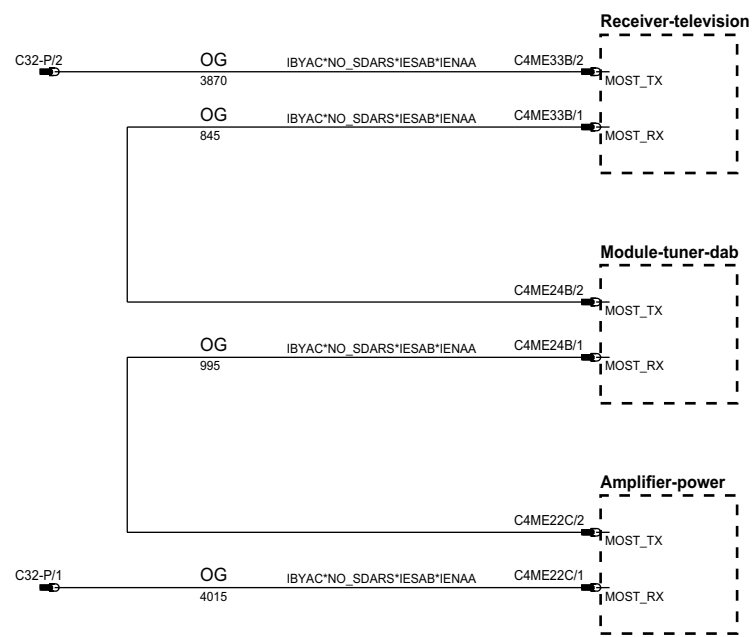 Receiver-television
C32-P/2 OG IBYAC*NO_SDARS*IESAB*IENAA C4ME33B/2
3870 MOST_TX
OG IBYAC*NO_SDARS*IESAB*IENAA C4ME33B/1
845 MOST_RX
Module-tuner-dab
C4ME24B/2
MOST_TX
OG IBYAC*NO_SDARS*IESAB*IENAA C4ME24B/1
995 MOST_RX
Amplifier-power
C4ME22C/2
MOST_TX
C32-P/1 OG IBYAC*NO_SDARS*IESAB*IENAA C4ME22C/1
4015 MOST_RX